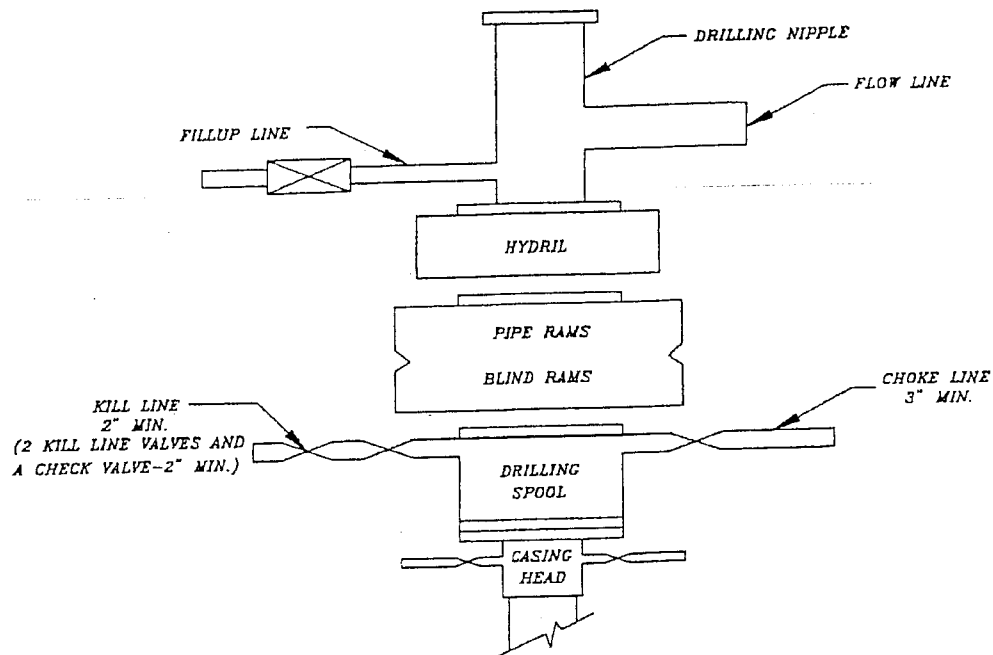 DRILLING NIPPLE
FLOW LINE
FILLUP LINE
HYDRIL
PIPE RAMS
BLIND RAMS
CHOKE LINE
3" MIN.
KILL LINE
2" MIN.
(2 KILL LINE VALVES AND
A CHECK VALVE-2" MIN.)
DRILLING
SPOOL
CASING
HEAD